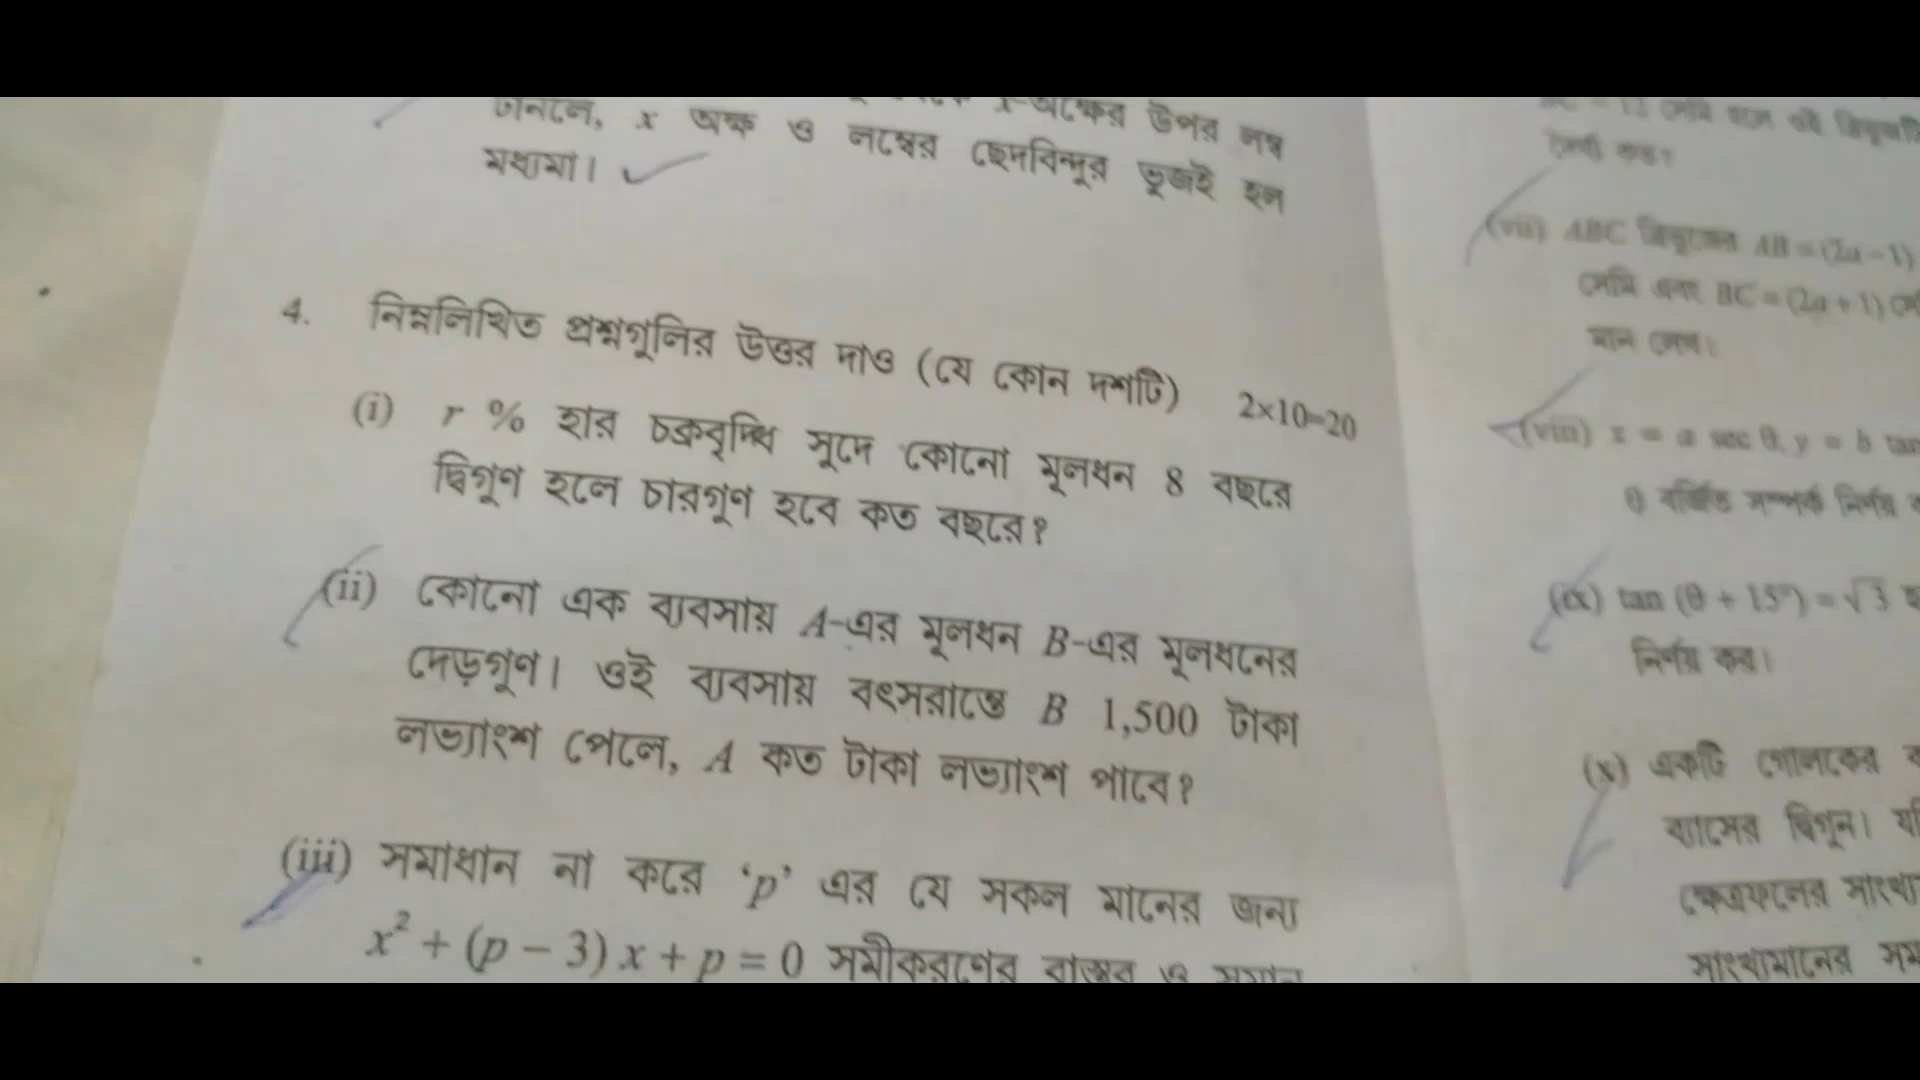 টানলে, x অক্ষ ও লম্বের ছেদবিন্দুর ভুজই হল
x-অক্ষের উপর লম্ব
মধ্যমা।
4. নিম্নলিখিত প্রশ্নগুলির উত্তর দাও (যে কোন দশটি) 2×10=20
(i) r % হার চক্রবৃদ্ধি সুদে কোনো মূলধন 8 বছরে
দ্বিগুণ হলে চারগুণ হবে কত বছরে?
(ii) কোনো এক ব্যবসায় A-এর মূলধন B-এর মূলধনের
দেড়গুণ। ওই ব্যবসায় বৎসরান্তে B 1,500 টাকা
লভ্যাংশ পেলে, A কত টাকা লভ্যাংশ পাবে?
(iii) সমাধান না করে ‘p’ এর যে সকল মানের জন্য
x² + (p – 3) x + p = 0 সমীকরণের বাস্তব ও সমান
(vii) ABC ত্রিভুজের AB = (2a – 1)
সেমি এবং BC = (2a + 1)
মান লেখ।
(viii) x = a sec θ, y = b tan
θ বর্জিত সম্পর্ক নির্ণয়
(ix) tan (θ + 15°) = √3
নির্ণয় কর।
(x) একটি গোলকের
ব্যাসের দ্বিগুন।
ক্ষেত্রফলের সাংখ্য
সাংখ্যমানের